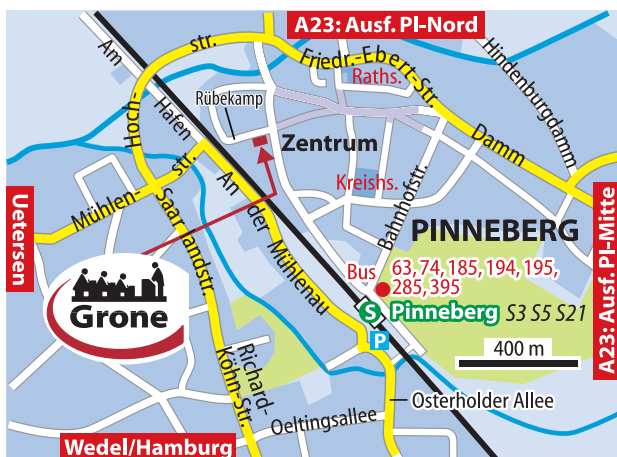 A23: Ausf. PI-Nord
Am Hafen
Hoch-
str.
Friedr.-Ebert-Str.
Raths.
Hindenburgdamm
Rübekamp
Zentrum
Damm
Kreishs.
Bahnhofstr.
Mühlen-
str.
Saarlandstr.
An der Mühlenau
Uetersen
PINNEBERG
A23: Ausf. PI-Mitte
Bus
63, 74, 185, 194, 195,
285, 395
S Pinneberg S3 S5 S21
P
400 m
Grone
Richard-
Köhn-Str.
Oeltingsallee
Osterholder Allee
Wedel/Hamburg